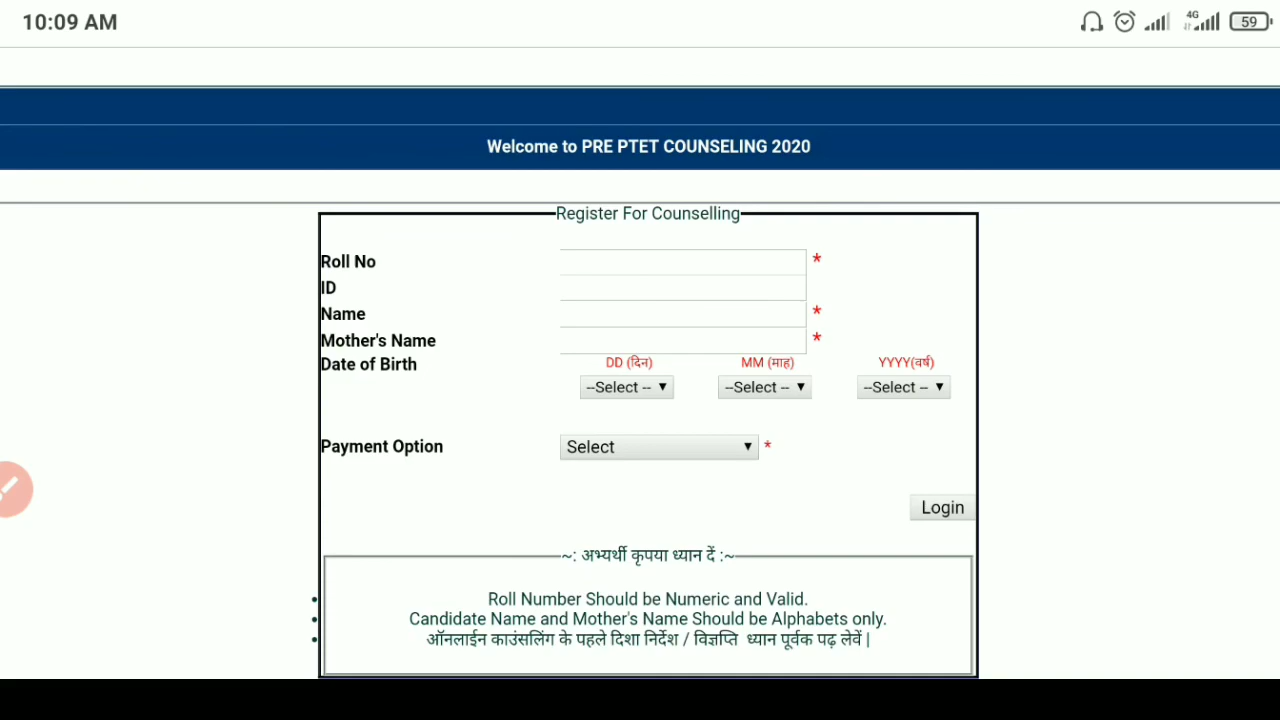 10:09 AM
4G
59
Welcome to PRE PTET COUNSELING 2020
Register For Counselling
Roll No *
ID
Name *
Mother's Name *
Date of Birth DD (दिन) MM (माह) YYYY(वर्ष)
--Select -- --Select -- --Select --
Payment Option Select *
Login
~: अभ्यर्थी कृपया ध्यान दें :~
• Roll Number Should be Numeric and Valid.
• Candidate Name and Mother's Name Should be Alphabets only.
• ऑनलाईन काउंसलिंग के पहले दिशा निर्देश / विज्ञप्ति ध्यान पूर्वक पढ़ लेवें |